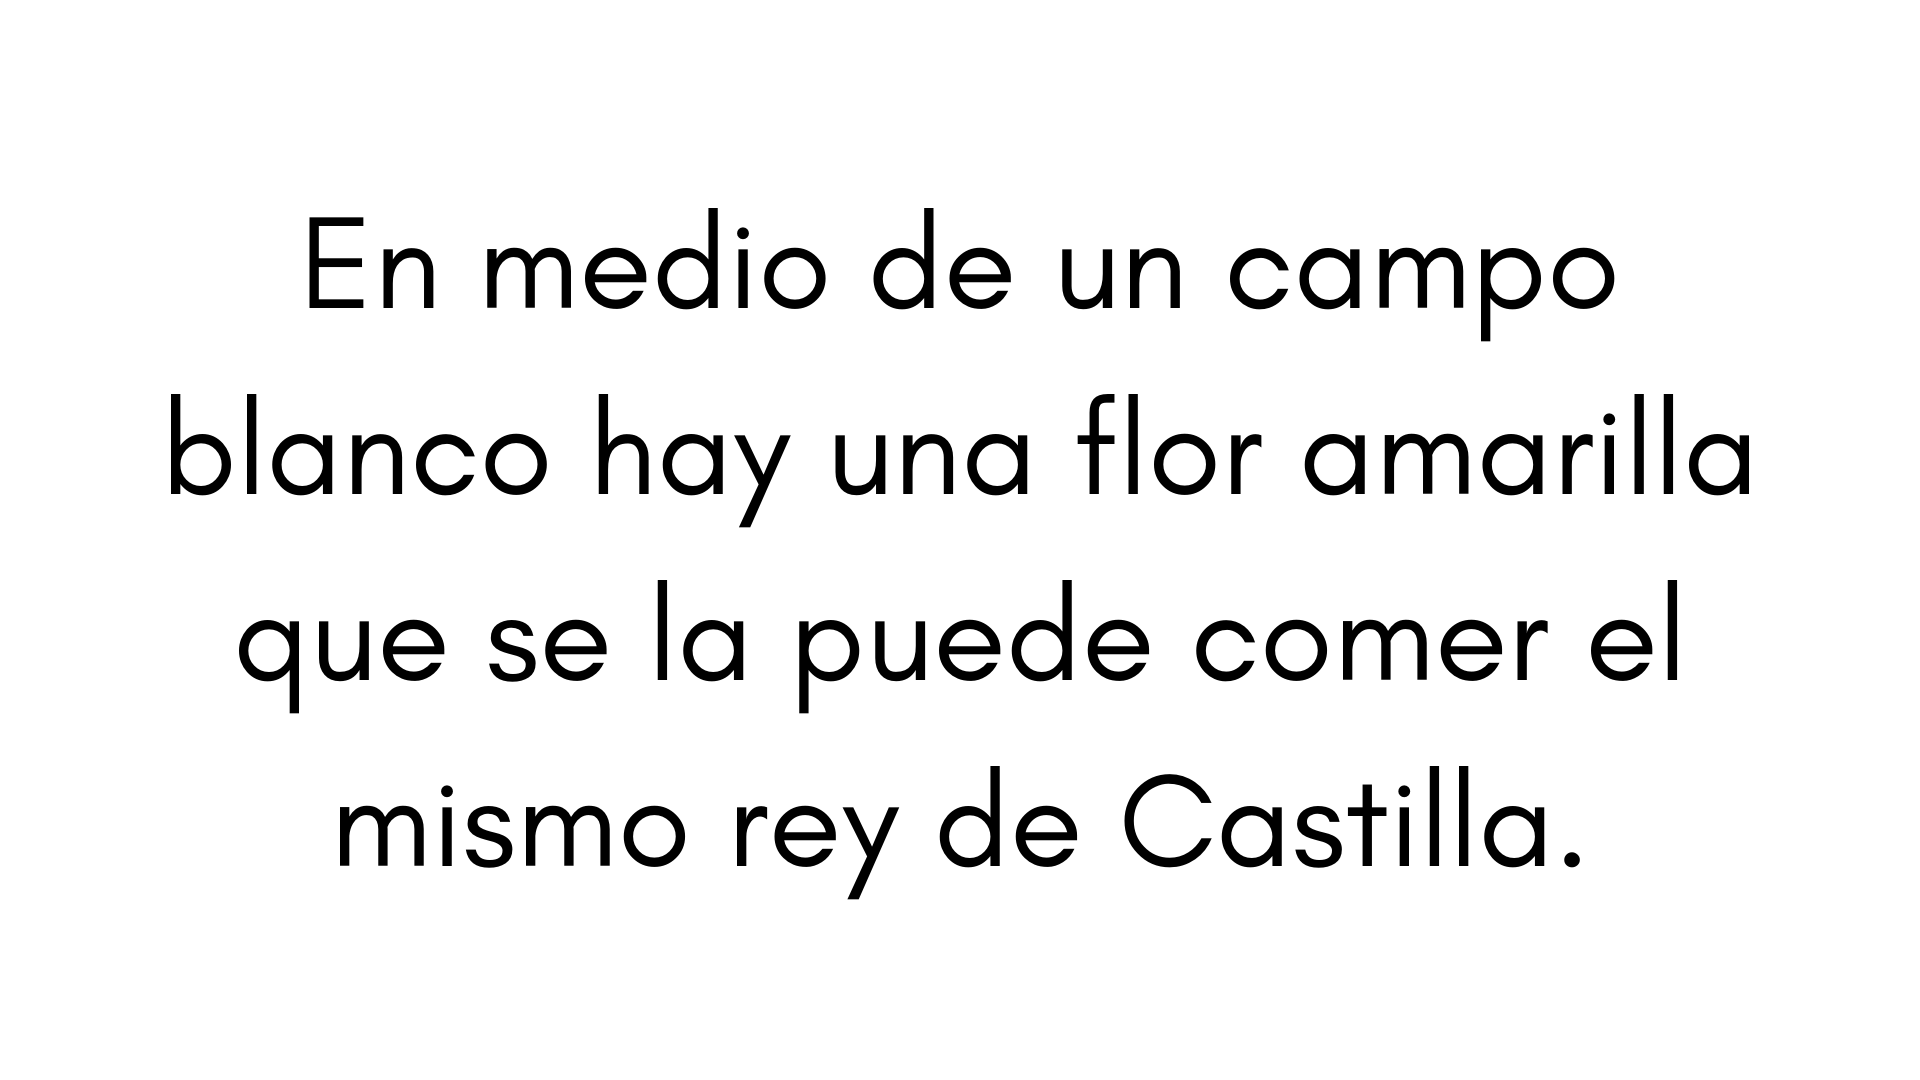 En medio de un campo
blanco hay una flor amarilla
que se la puede comer el
mismo rey de Castilla.